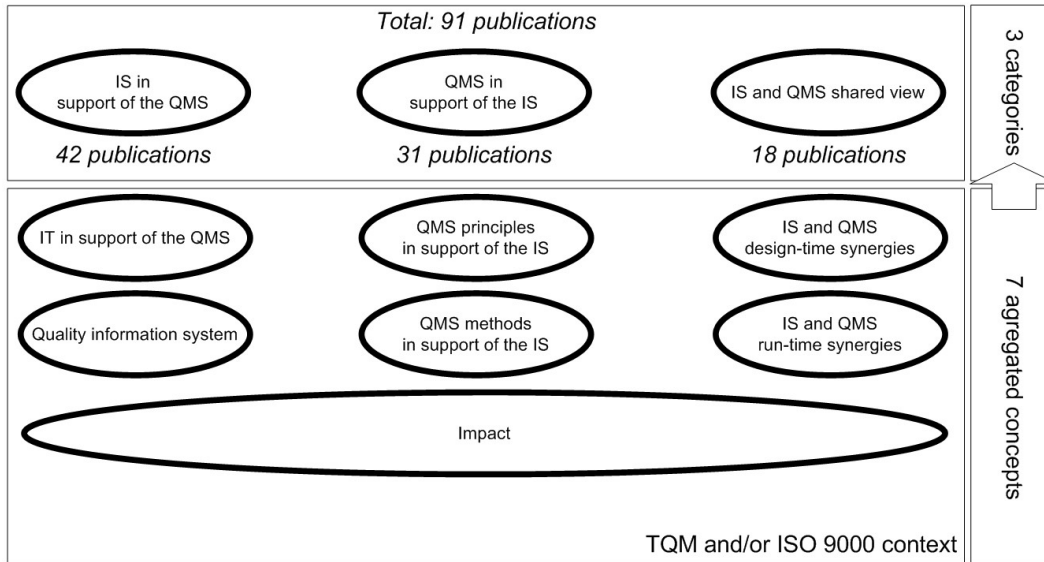 Total: 91 publications
IS in
support of the QMS
QMS in
support of the IS
IS and QMS shared view
42 publications
31 publications
18 publications
3 categories
IT in support of the QMS
QMS principles
in support of the IS
IS and QMS
design-time synergies
Quality information system
QMS methods
in support of the IS
IS and QMS
run-time synergies
Impact
TQM and/or ISO 9000 context
7 agregated concepts